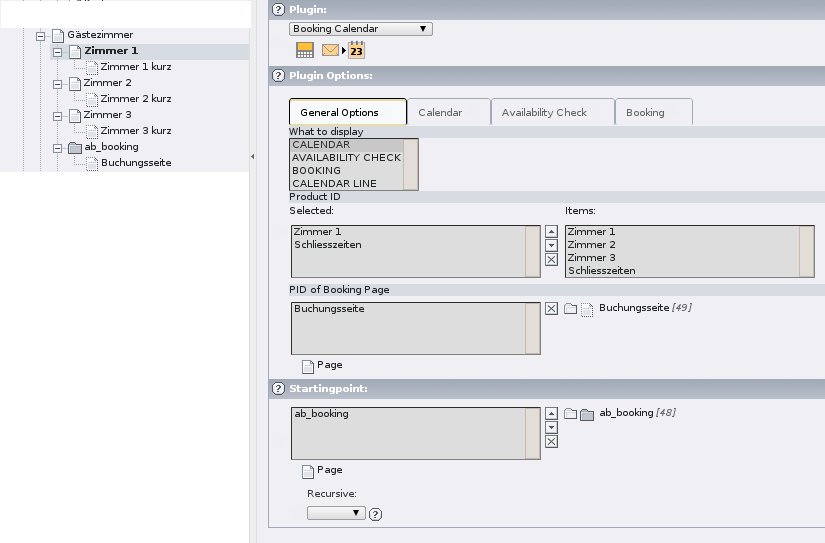 Gästezimmer
Zimmer 1
Zimmer 1 kurz
Zimmer 2
Zimmer 2 kurz
Zimmer 3
Zimmer 3 kurz
ab_booking
Buchungsseite
Plugin:
Booking Calendar
23
Plugin Options:
General Options Calendar Availability Check Booking
What to display
CALENDAR
AVAILABILITY CHECK
BOOKING
CALENDAR LINE
Product ID
Selected: Items:
Zimmer 1 Zimmer 1
Schliesszeiten Zimmer 2
Zimmer 3
Schliesszeiten
PID of Booking Page
Buchungsseite Buchungsseite [49]
Page
Startingpoint:
ab_booking ab_booking [48]
Page
Recursive: